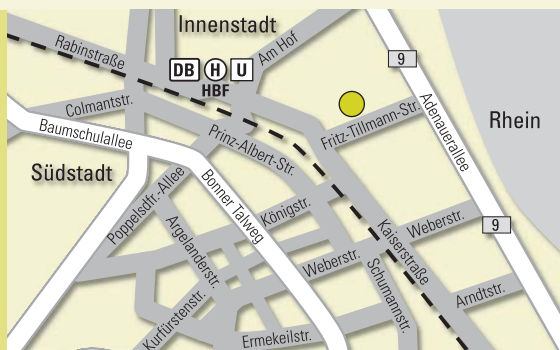 Innenstadt
Rabinstraße
Am Hof
9
DB H U
HBF
Colmantstr.
Fritz-Tillmann-Str.
Adenauerallee
Rhein
Baumschulallee
Prinz-Albert-Str.
Südstadt
Poppelsdfr.-Allee
Bonner Talweg
Königstr.
Argelanderstr.
Kaiserstraße
Weberstr.
9
Weberstr.
Schumannstr.
Arndtstr.
Kurfürstenstr.
Ermekeilstr.